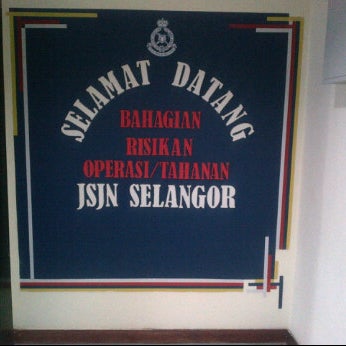 SELAMAT DATANG
BAHAGIAN
RISIKAN
OPERASI/TAHANAN
JSJN SELANGOR